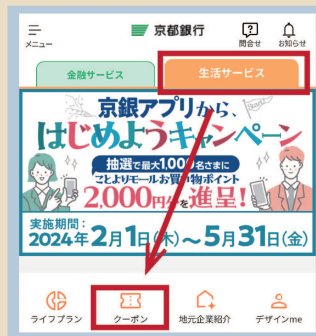 メニュー
京都銀行
問合せ
お知らせ
金融サービス
生活サービス
京銀アプリから、
はじめようキャンペーン
Start!
抽選で最大1,000名さまに
ことよりモールお買い物ポイント
2,000円分を進呈!
実施期間:
2024年2月1日(木)～5月31日(金)
ライフプラン
クーポン
地元企業紹介
デザインme